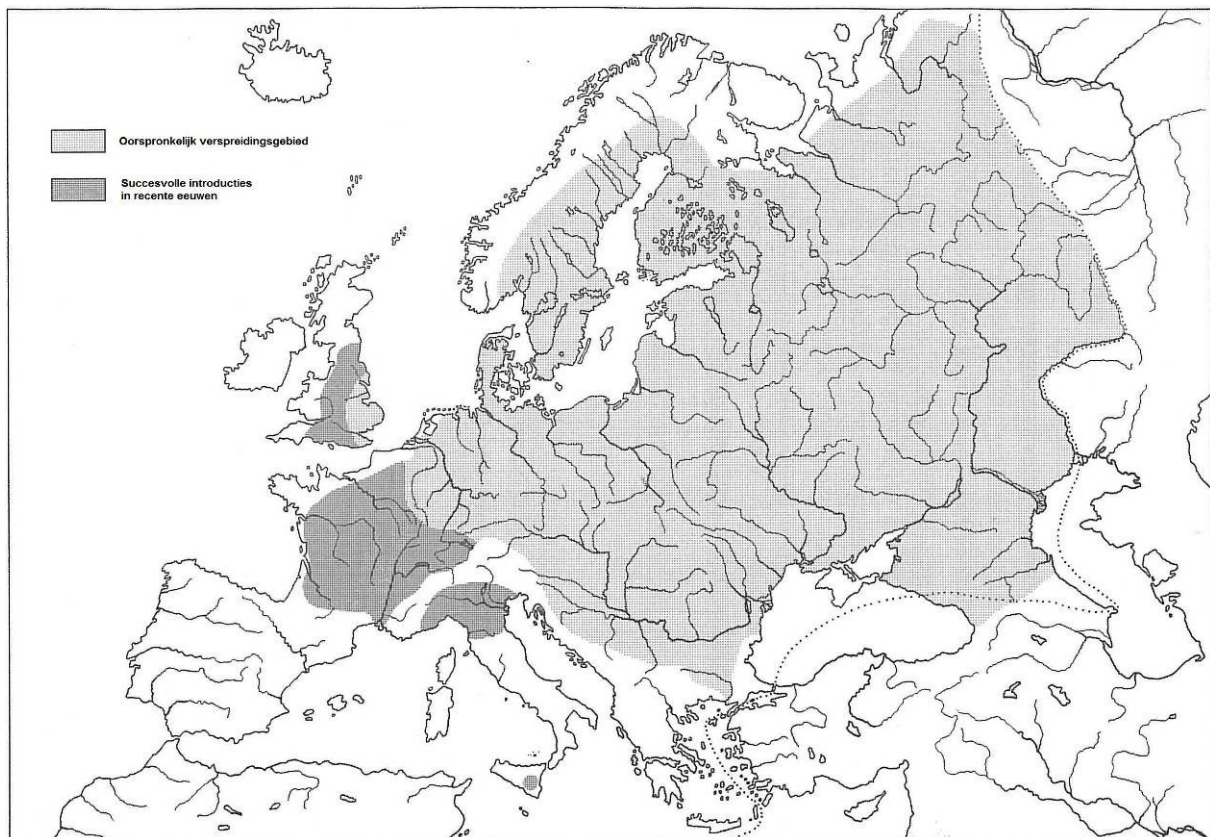 Oorspronkelijk verspreidingsgebied
Succesvolle introducties
in recente eeuwen